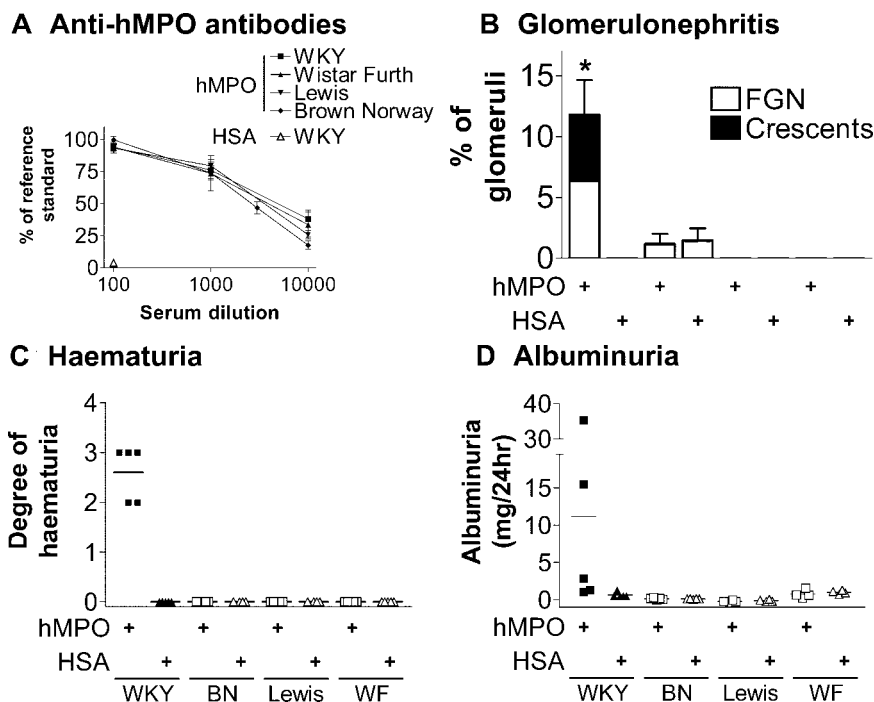 A Anti-hMPO antibodies
hMPO
WKY
Wistar Furth
Lewis
Brown Norway
HSA
WKY
% of reference
standard
100
75
50
25
0
100 1000 10000
Serum dilution
B Glomerulonephritis
% of
glomeruli
15
10
5
0
*
FGN
Crescents
hMPO + + + +
HSA + + + +
C Haematuria
Degree of
haematuria
4
3
2
1
0
hMPO + + +
HSA + + + +
WKY BN Lewis WF
D Albuminuria
Albuminuria
(mg/24hr)
40
30
15
10
5
0
hMPO + + + +
HSA + + + +
WKY BN Lewis WF